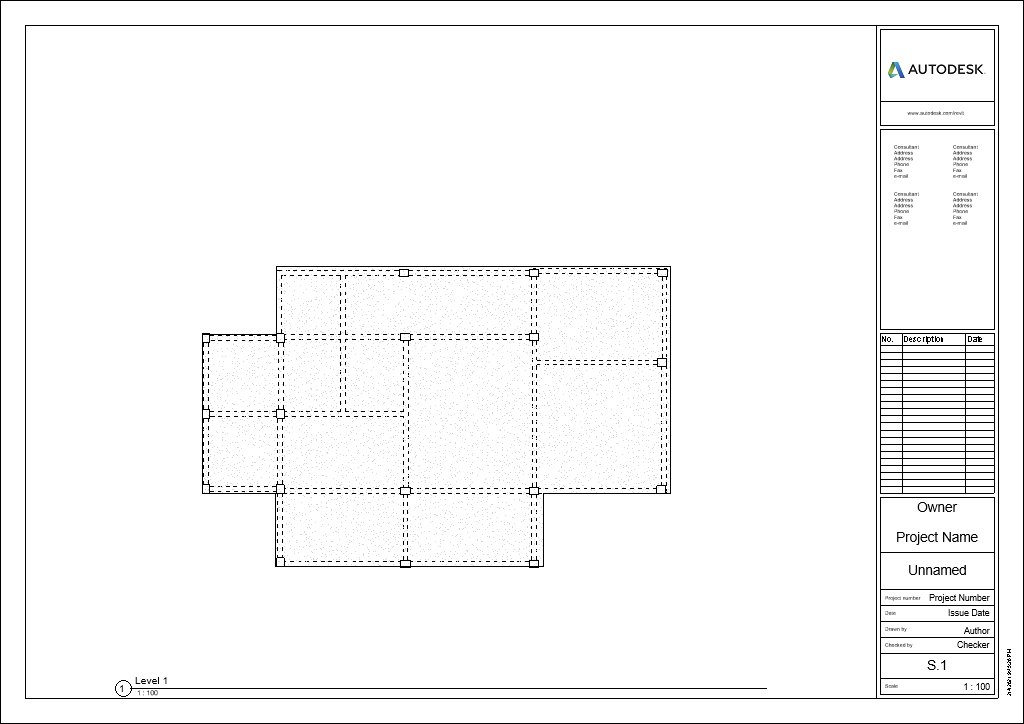 AUTODESK.
www.autodesk.com/revit
Consultant
Address
Address
Phone
Fax
e-mail
Consultant
Address
Address
Phone
Fax
e-mail
Consultant
Address
Address
Phone
Fax
e-mail
Consultant
Address
Address
Phone
Fax
e-mail
No. Description Date
Owner
Project Name
Unnamed
Project number Project Number
Date Issue Date
Drawn by Author
Checked by Checker
S.1
Scale 1 : 100
1 Level 1
1 : 100